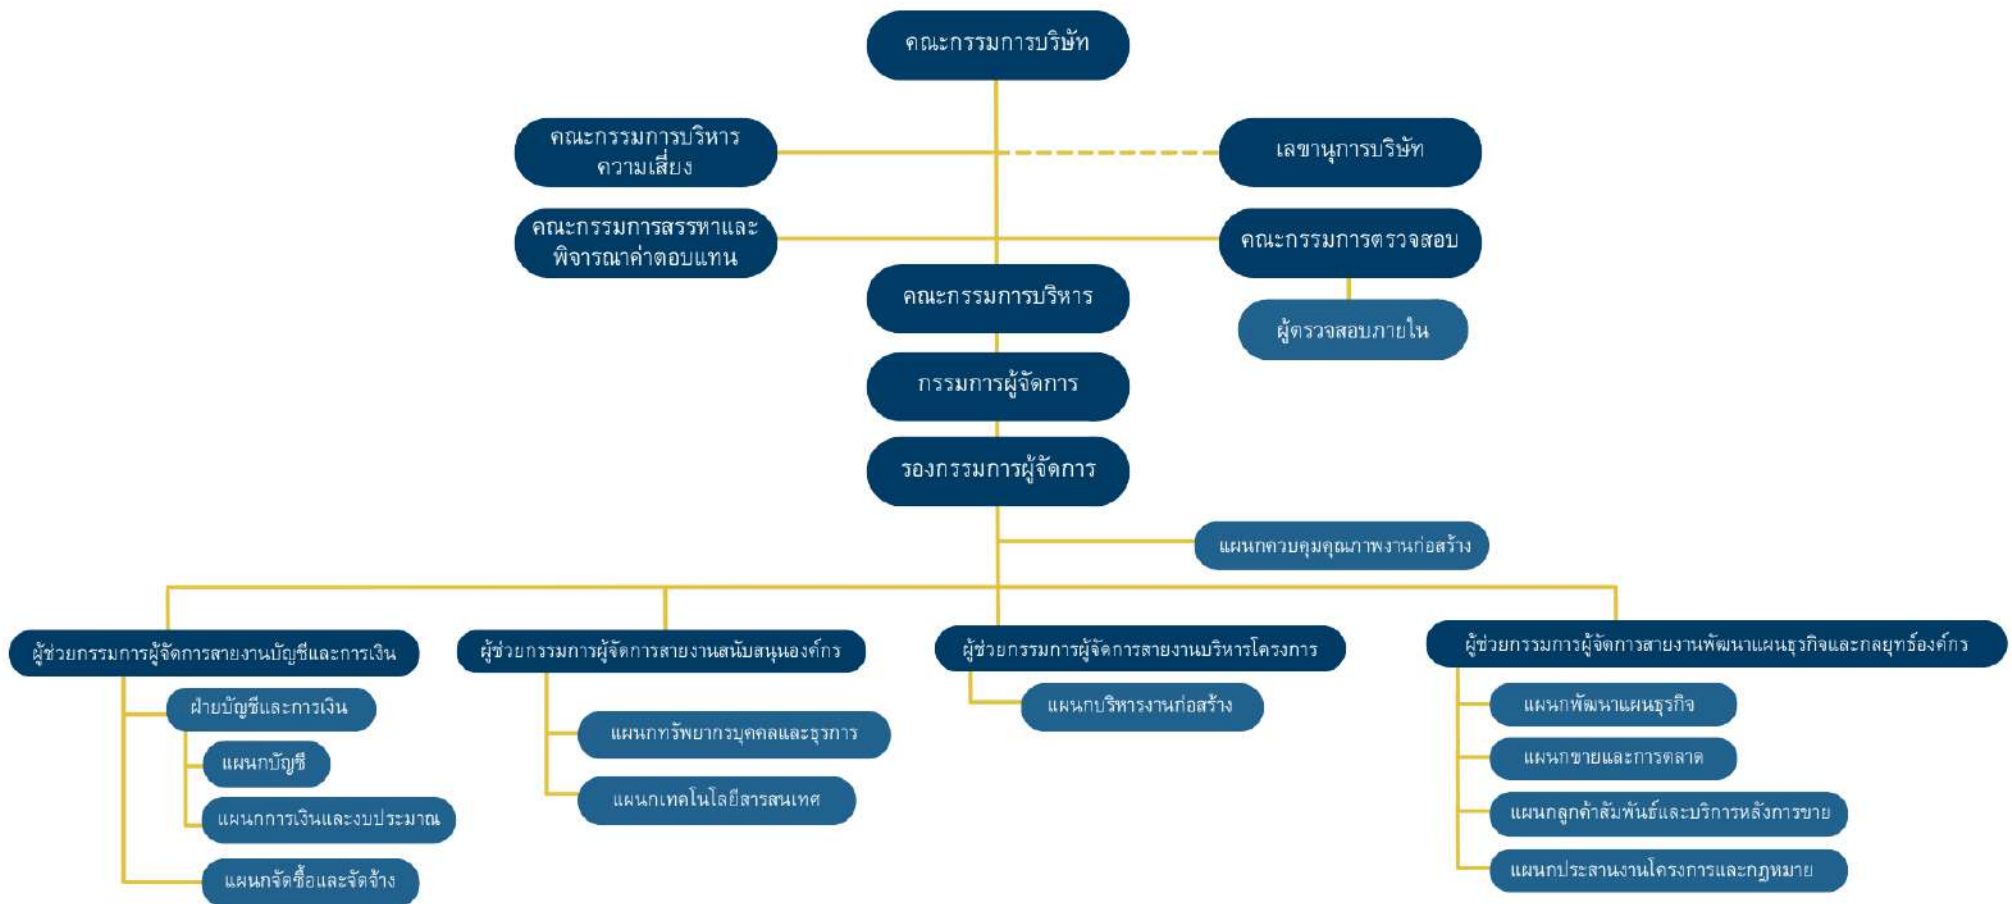 คณะกรรมการบริษัท
คณะกรรมการบริหาร
ความเสี่ยง
เลขานุการบริษัท
คณะกรรมการสรรหาและ
พิจารณาค่าตอบแทน
คณะกรรมการตรวจสอบ
คณะกรรมการบริหาร
ผู้ตรวจสอบภายใน
กรรมการผู้จัดการ
รองกรรมการผู้จัดการ
แผนกควบคุมคุณภาพงานก่อสร้าง
ผู้ช่วยกรรมการผู้จัดการสายงานบัญชีและการเงิน
ฝ่ายบัญชีและการเงิน
แผนกบัญชี
แผนกการเงินและงบประมาณ
แผนกจัดซื้อและจัดจ้าง
ผู้ช่วยกรรมการผู้จัดการสายงานสนับสนุนองค์กร
แผนกทรัพยากรบุคคลและธุรการ
แผนกเทคโนโลยีสารสนเทศ
ผู้ช่วยกรรมการผู้จัดการสายงานบริหารโครงการ
แผนกบริหารงานก่อสร้าง
ผู้ช่วยกรรมการผู้จัดการสายงานพัฒนาแผนธุรกิจและกลยุทธ์องค์กร
แผนกพัฒนาแผนธุรกิจ
แผนกขายและการตลาด
แผนกลูกค้าสัมพันธ์และบริการหลังการขาย
แผนกประสานงานโครงการและกฎหมาย